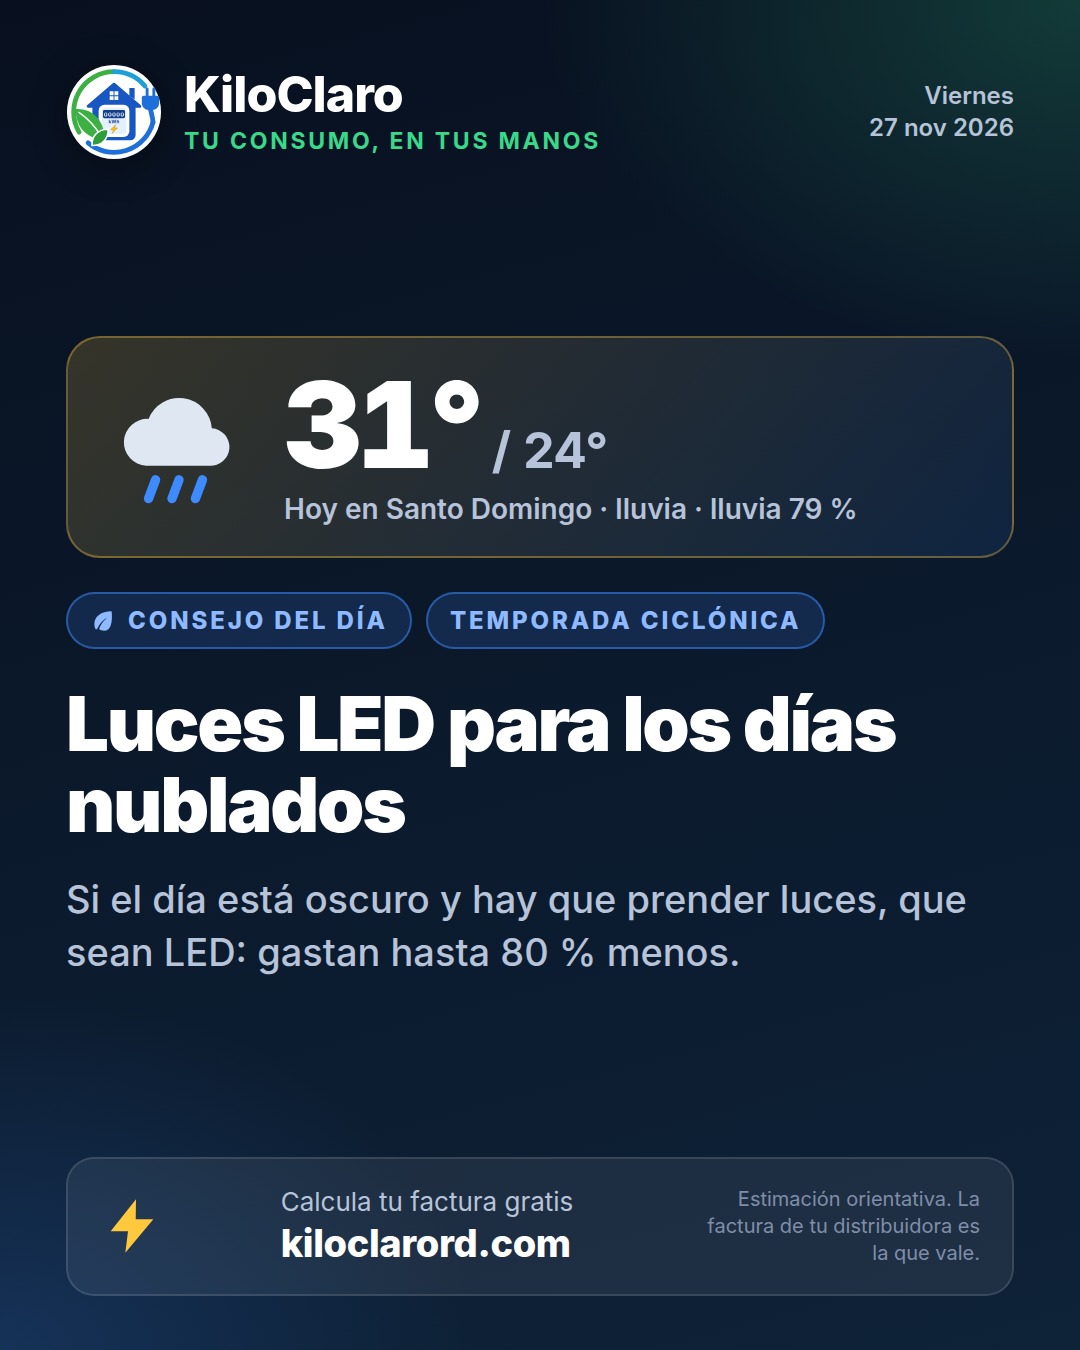 KiloClaro
TU CONSUMO, EN TUS MANOS
Viernes
27 nov 2026
31° / 24°
Hoy en Santo Domingo · lluvia · lluvia 79 %
CONSEJO DEL DÍA
TEMPORADA CICLÓNICA
Luces LED para los días
nublados
Si el día está oscuro y hay que prender luces, que
sean LED: gastan hasta 80 % menos.
Calcula tu factura gratis
kiloclarord.com
Estimación orientativa. La
factura de tu distribuidora es
la que vale.